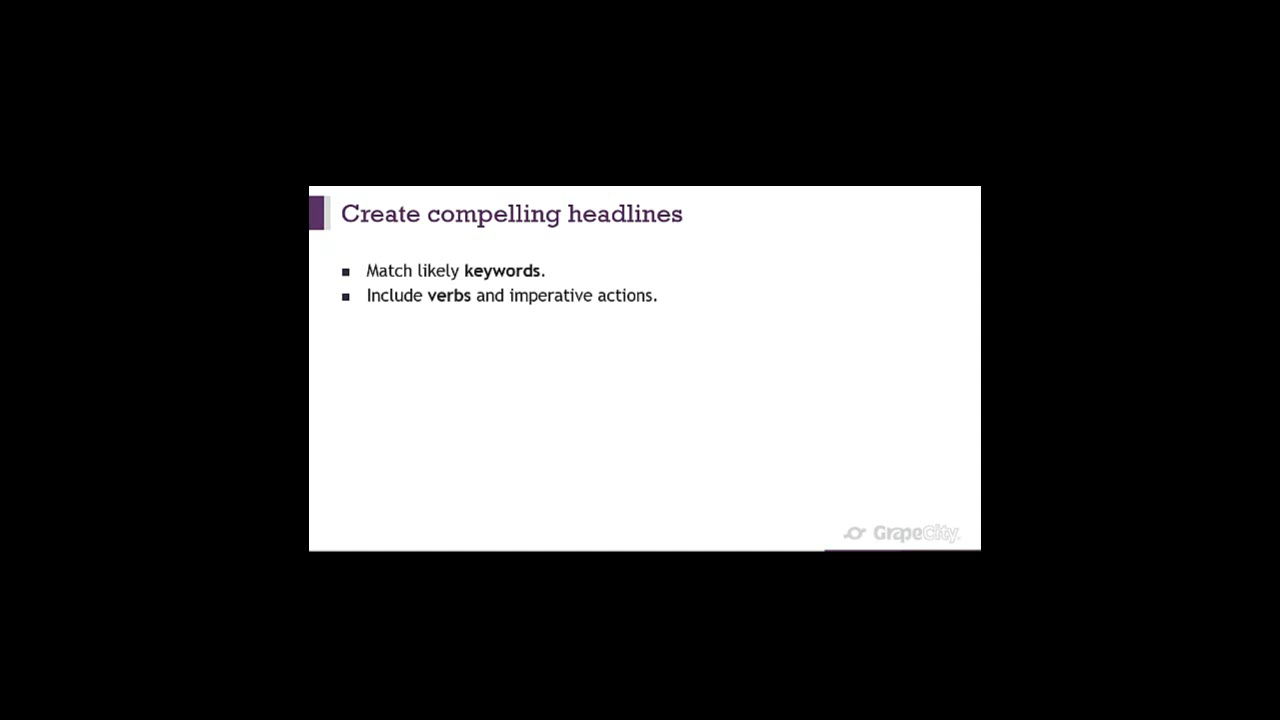 Create compelling headlines
Match likely keywords.
Include verbs and imperative actions.
GrapeCity